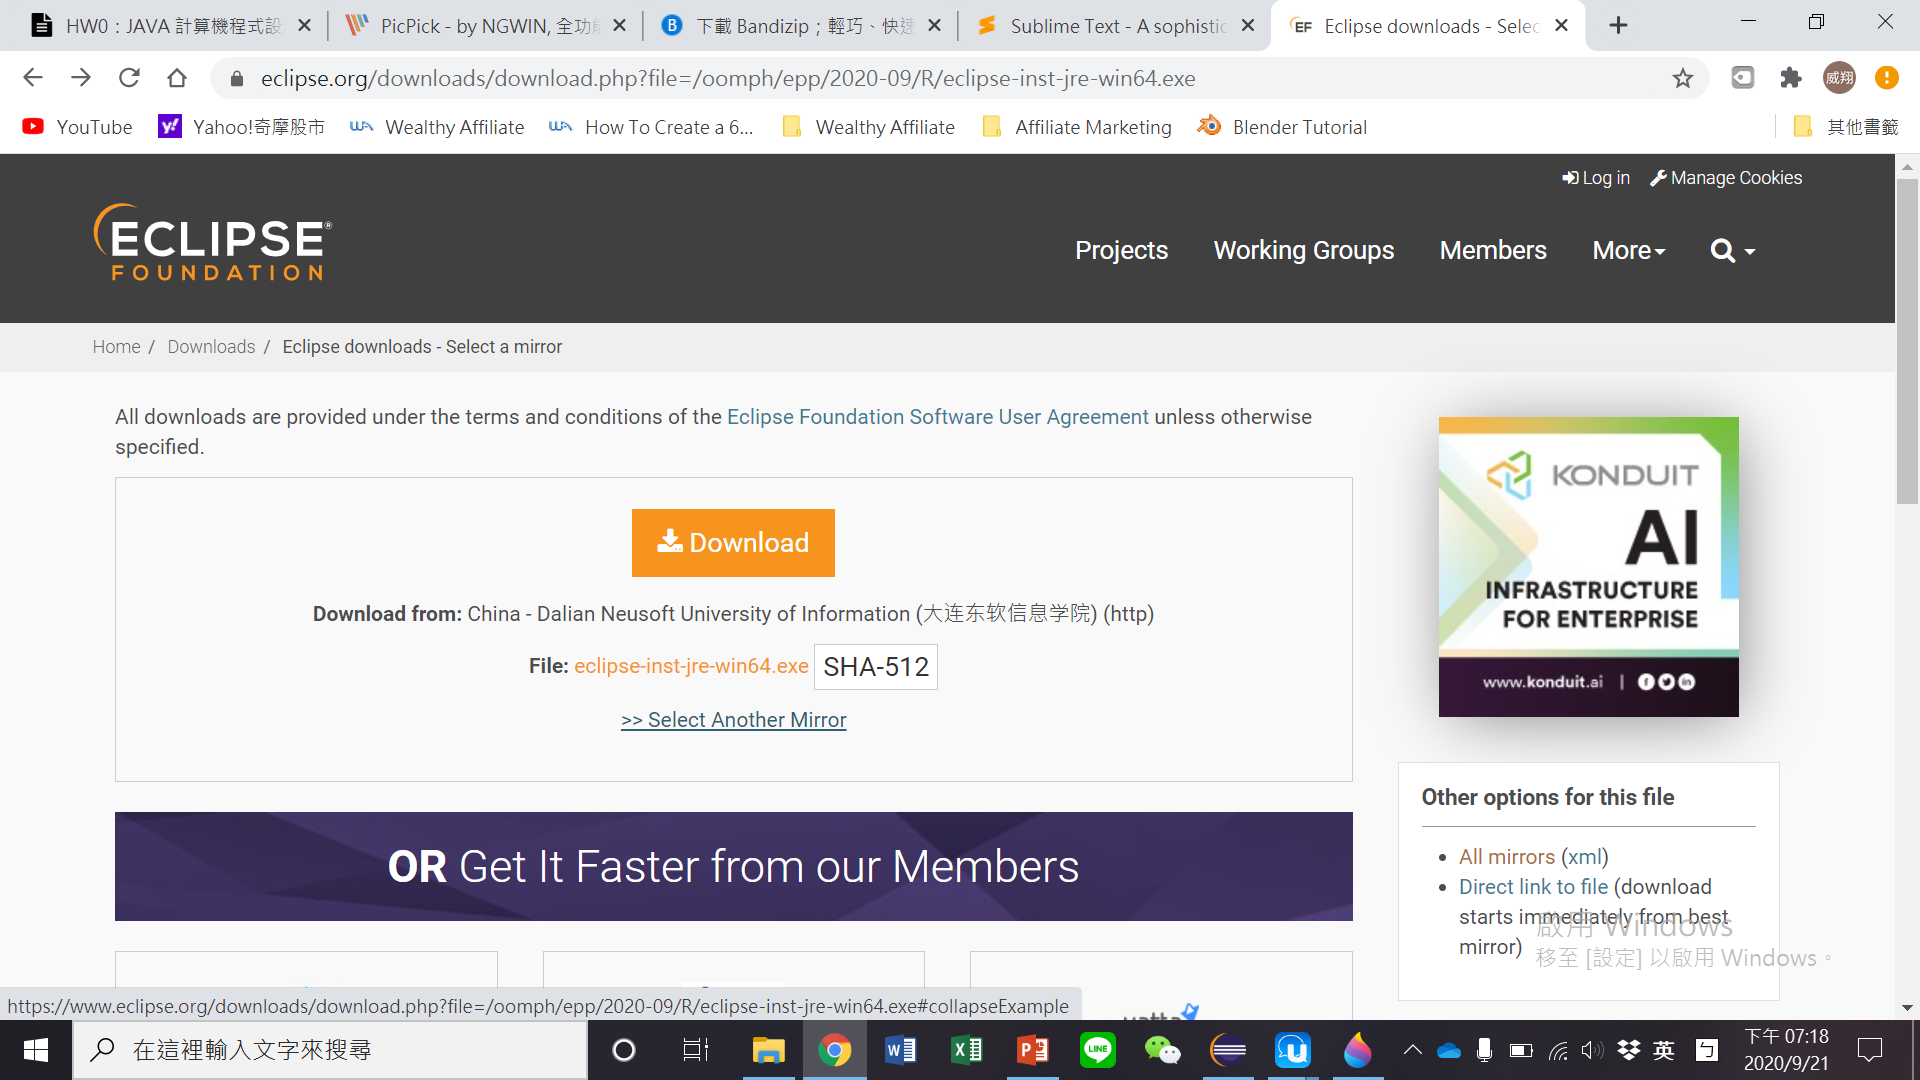 HW0：JAVA 計算機程式設
PicPick - by NGWIN, 全功能
下載 Bandizip；輕巧、快速
Sublime Text - A sophistic
Eclipse downloads - Selec
eclipse.org/downloads/download.php?file=/oomph/epp/2020-09/R/eclipse-inst-jre-win64.exe
威翔
YouTube
Yahoo!奇摩股市
Wealthy Affiliate
How To Create a 6...
Wealthy Affiliate
Affiliate Marketing
Blender Tutorial
其他書籤
Log in
Manage Cookies
ECLIPSE®
FOUNDATION
Projects
Working Groups
Members
More
Home / Downloads / Eclipse downloads - Select a mirror
All downloads are provided under the terms and conditions of the Eclipse Foundation Software User Agreement unless otherwise
specified.
Download
Download from: China - Dalian Neusoft University of Information (大连东软信息学院) (http)
File: eclipse-inst-jre-win64.exe SHA-512
>> Select Another Mirror
OR Get It Faster from our Members
KONDUIT
AI
INFRASTRUCTURE
FOR ENTERPRISE
www.konduit.ai |
Other options for this file
All mirrors (xml)
Direct link to file (download
starts immediately from best
mirror)
啟用 Windows
移至 [設定] 以啟用 Windows。
https://www.eclipse.org/downloads/download.php?file=/oomph/epp/2020-09/R/eclipse-inst-jre-win64.exe#collapseExample
在這裡輸入文字來搜尋
LINE
英
下午 07:18
2020/9/21